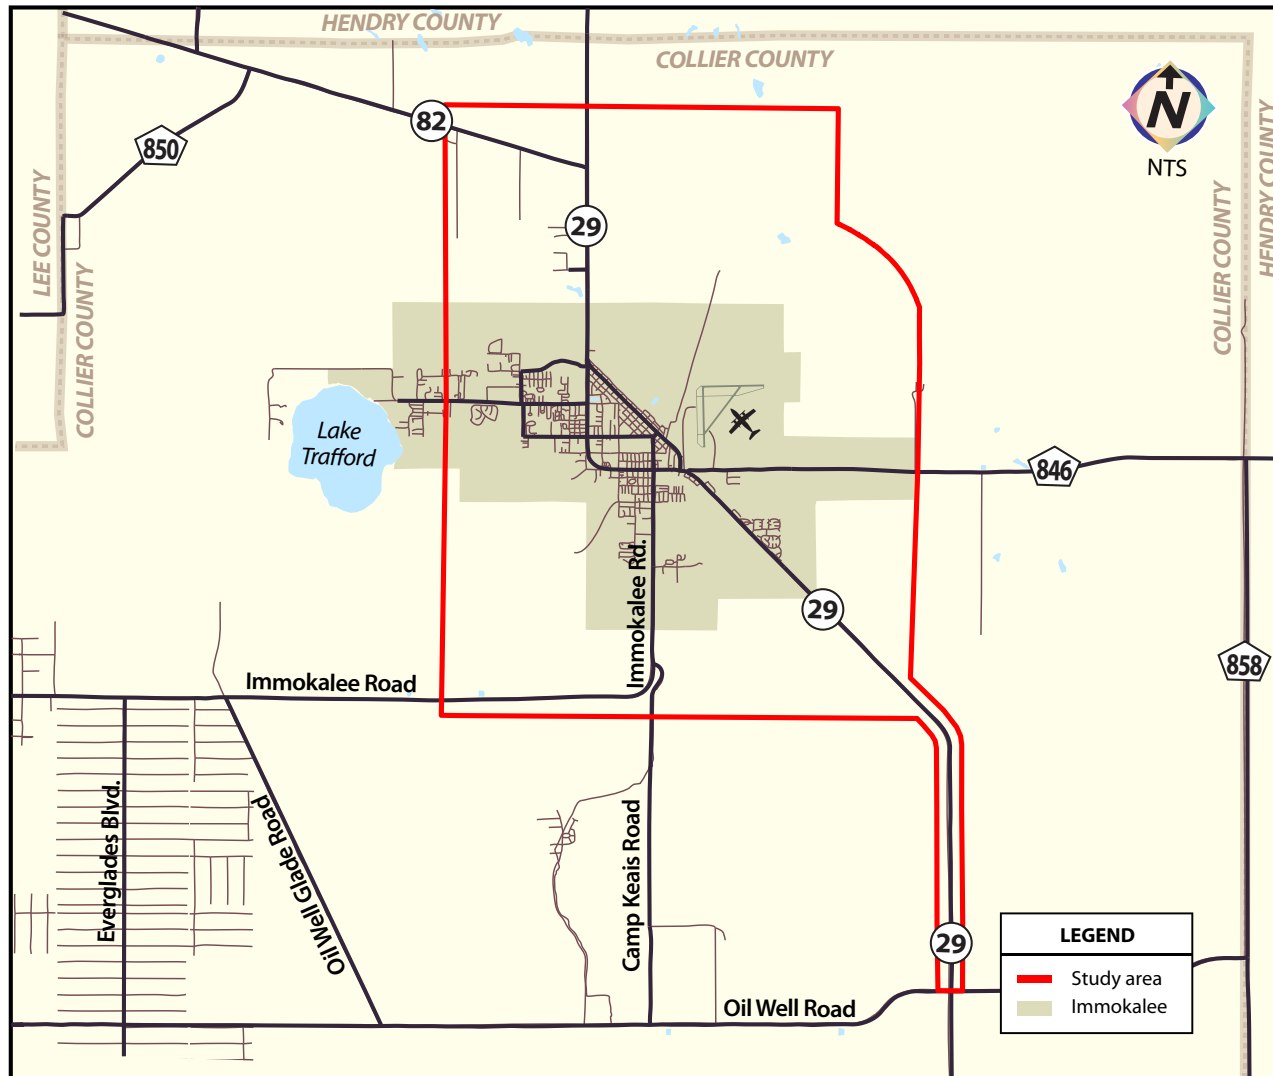 HENDRY COUNTY
COLLIER COUNTY
82
850
N
NTS
LEE COUNTY
COLLIER COUNTY
29
COLLIER COUNTY
HENDRY COUNTY
Lake
Trafford
846
Immokalee Rd.
29
858
Immokalee Road
Everglades Blvd.
Oil Well Glade Road
Camp Keais Road
29
Oil Well Road
LEGEND
Study area
Immokalee